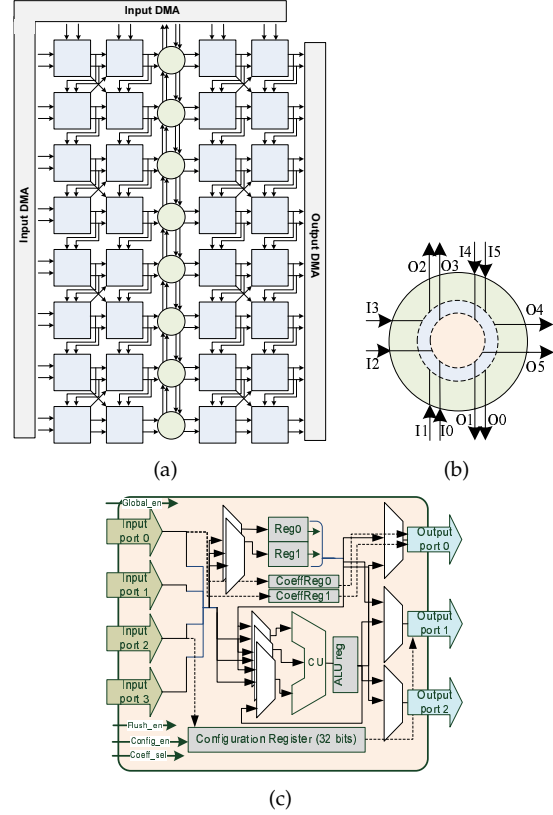 Input DMA
Input DMA
Output DMA
(a)
I4
I5
O2
O3
O4
I3
I2
O5
I1
I0
O1
O0
(b)
Global_en
Input port 0
Input port 1
Input port 2
Input port 3
Reg0
Reg1
CoeffReg0
CoeffReg1
CU
ALU reg
Output port 0
Output port 1
Output port 2
Flush_en
Config_en
Coeff_sel
Configuration Register (32 bits)
(c)